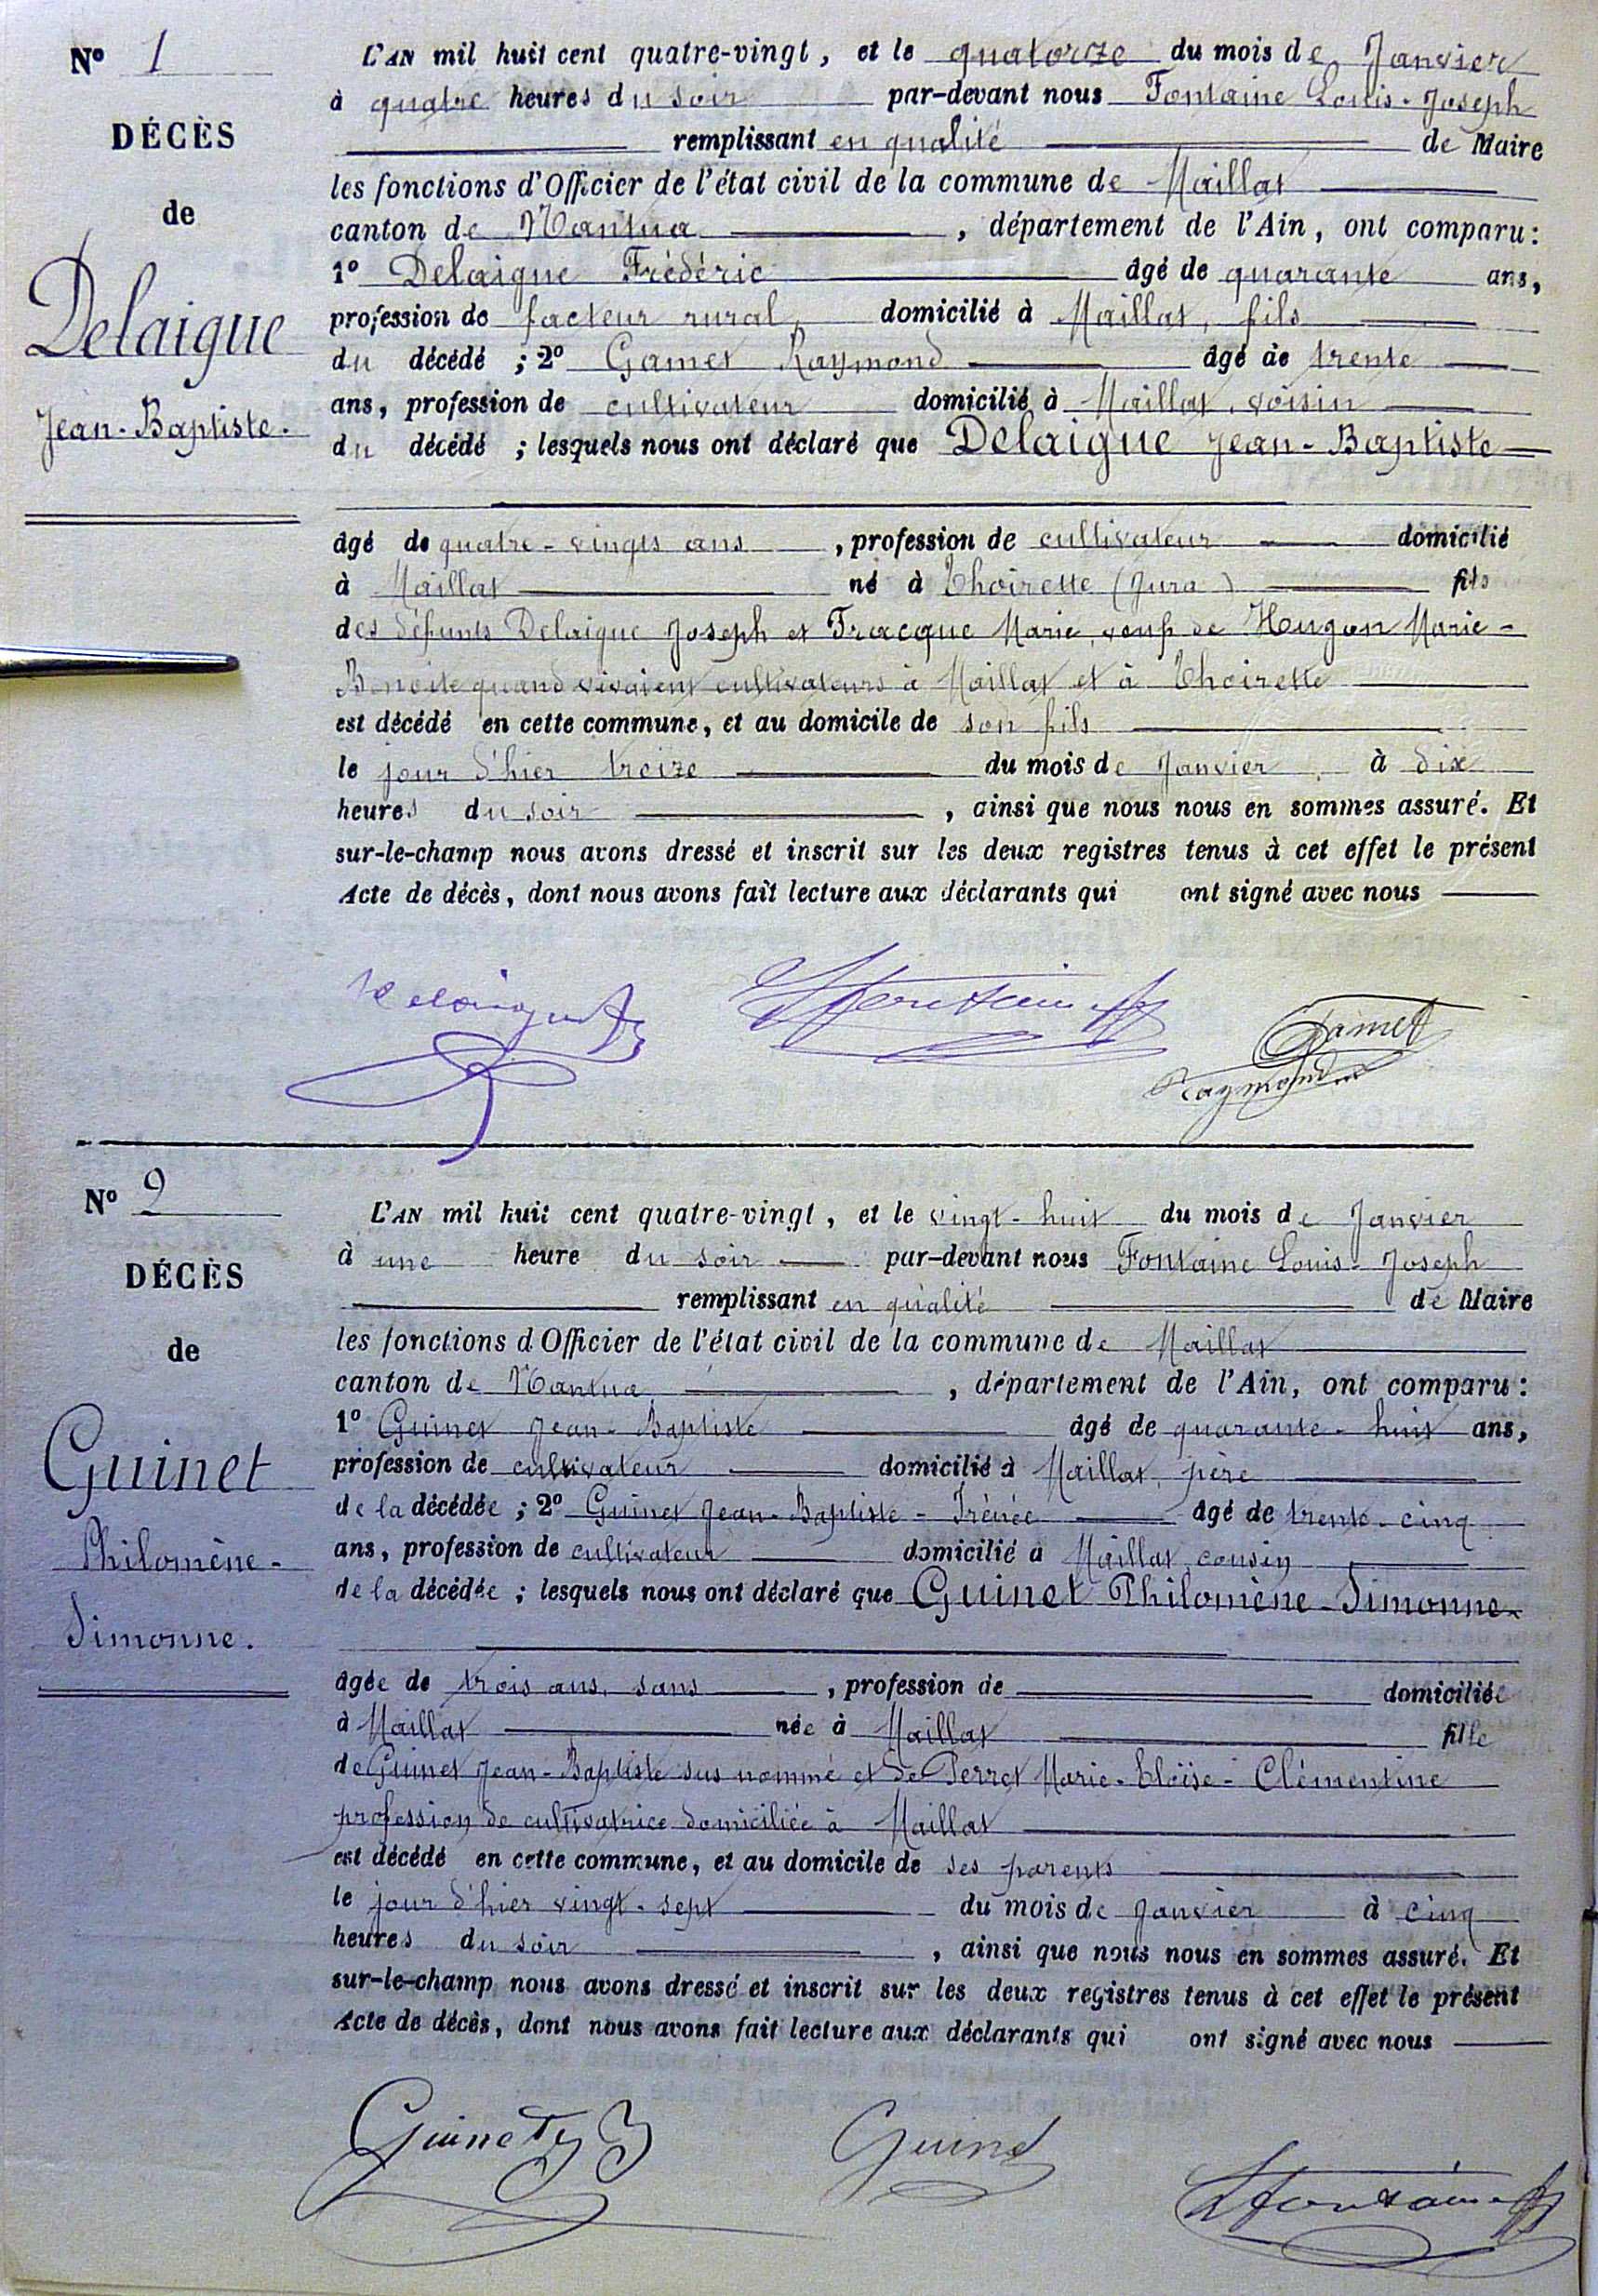 N° 1
DÉCÈS
de
Delaigue
Jean-Baptiste.
L'AN mil huit cent quatre-vingt, et le quatorze du mois de Janvier
à quatre heures du soir par-devant nous Fontaine Louis-Joseph
remplissant en qualité de Maire
les fonctions d'Officier de l'état civil de la commune de Maillat
canton de Nantua, département de l'Ain, ont comparu:
1° Delaigue Frédéric âgé de quarante ans,
profession de facteur rural, domicilié à Maillat, fils
du décédé ; 2° Gamet Raymond âgé de trente
ans, profession de cultivateur domicilié à Maillat, voisin
du décédé ; lesquels nous ont déclaré que Delaigue Jean-Baptiste
âgé de quatre-vingts ans, profession de cultivateur domicilié
à Maillat né à Thoirette (Jura) fils
des défunts Delaigue Joseph et Marie, veuf de Hugon Marie-
Benoite quand vivaient cultivateurs à Maillat et à Thoirette
est décédé en cette commune, et au domicile de son fils
le jour d'hier treize du mois de Janvier à dix
heures du soir, ainsi que nous nous en sommes assuré. Et
sur-le-champ nous avons dressé et inscrit sur les deux registres tenus à cet effet le présent
Acte de décès, dont nous avons fait lecture aux déclarants qui ont signé avec nous
Delaigue Fontaine Gamet
Raymond
N° 2
DÉCÈS
de
Guinet
Philomène-
Simonne.
L'AN mil huit cent quatre-vingt, et le vingt-huit du mois de Janvier
à une heure du soir par-devant nous Fontaine Louis-Joseph
remplissant en qualité de Maire
les fonctions d'Officier de l'état civil de la commune de Maillat
canton de Nantua, département de l'Ain, ont comparu:
1° Guinet Jean-Baptiste âgé de quarante-huit ans,
profession de cultivateur domicilié à Maillat, père
de la décédée ; 2° Guinet Jean-Baptiste-Irénée âgé de trente-cinq
ans, profession de cultivateur domicilié à Maillat, cousin
de la décédée ; lesquels nous ont déclaré que Guinet Philomène-Simonne
âgée de trois ans, sans, profession de domiciliée
à Maillat née à Maillat fille
de Guinet Jean-Baptiste sus nommé et de Perret Marie-Eloïse-Clémentine
profession de cultivatrice domiciliée à Maillat
est décédé en cette commune, et au domicile de ses parents
le jour d'hier vingt-sept du mois de Janvier à cinq
heures du soir, ainsi que nous nous en sommes assuré. Et
sur-le-champ nous avons dressé et inscrit sur les deux registres tenus à cet effet le présent
Acte de décès, dont nous avons fait lecture aux déclarants qui ont signé avec nous
Guinet Guinet Fontaine